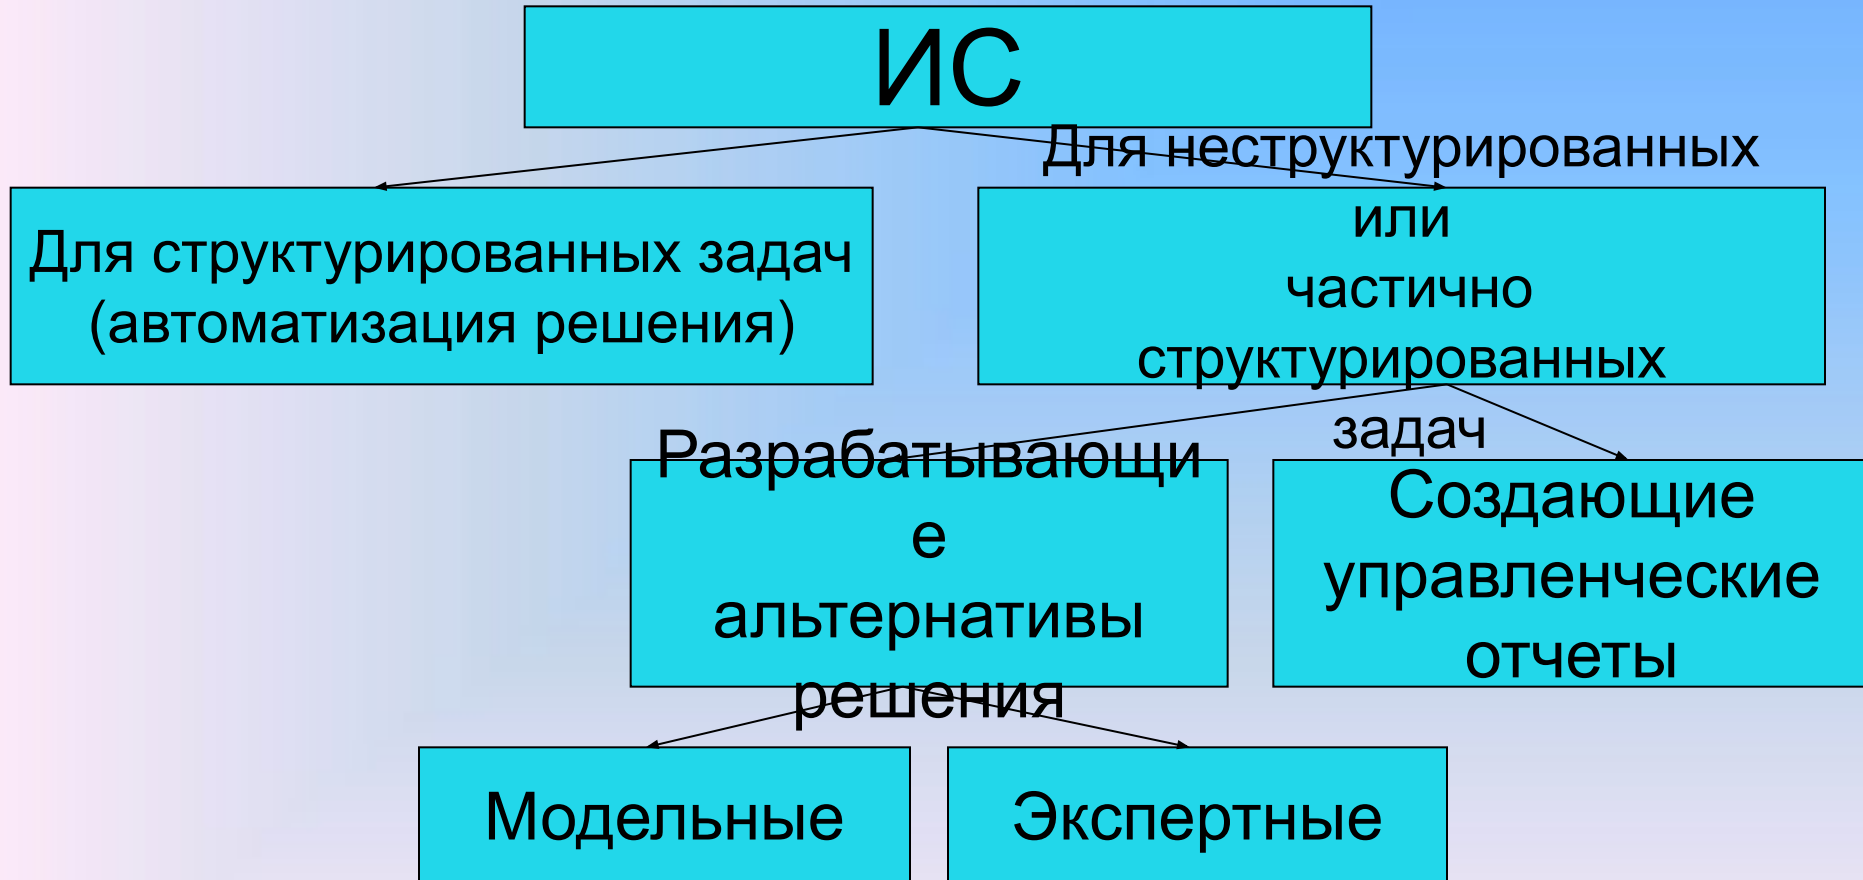 ИС
Для структурированных задач
(автоматизация решения)
Для неструктурированных
или
частично
структурированных
задач
Разрабатывающи
е
альтернативы
решения
Создающие
управленческие
отчеты
Модельные
Экспертные